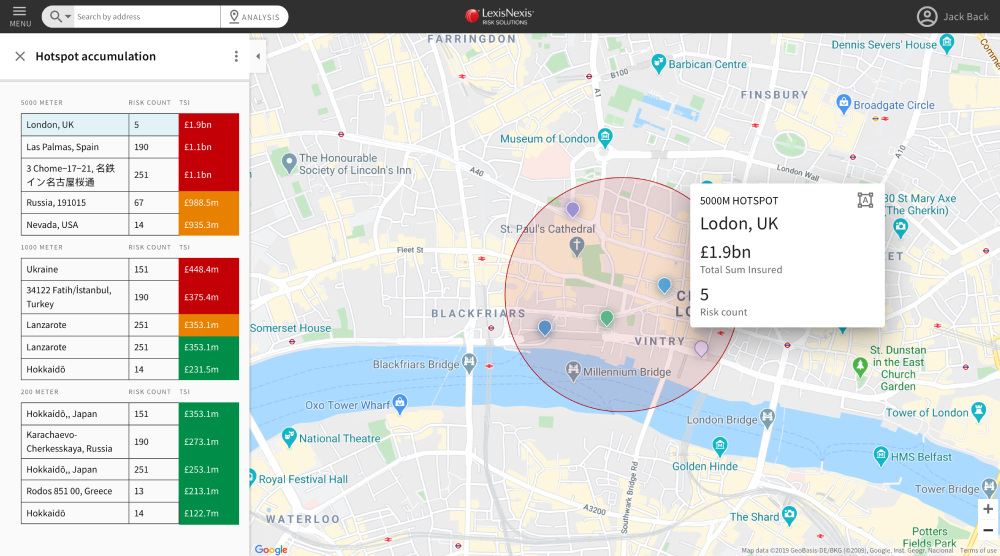 MENU
Search by address
ANALYSIS
LexisNexis
RISK SOLUTIONS
Jack Back
Hotspot accumulation
5000 METER RISK COUNT TSI
London, UK 5 £1.9bn
Las Palmas, Spain 190 £1.1bn
3 Chome−17−21, 名鉄
イン名古屋桜通 251 £1.1bn
Russia, 191015 67 £988.5m
Nevada, USA 14 £935.3m
1000 METER RISK COUNT TSI
Ukraine 151 £448.4m
34122 Fatih/İstanbul,
Turkey 190 £375.4m
Lanzarote 251 £353.1m
Lanzarote 251 £353.1m
Hokkaidō 14 £231.5m
200 METER RISK COUNT TSI
Hokkaidō,, Japan 151 £353.1m
Karachaevo-
Cherkesskaya, Russia 190 £273.1m
Hokkaidō,, Japan 251 £253.1m
Rodos 851 00, Greece 13 £213.1m
Hokkaidō 14 £122.7m
FARRINGDON
Dennis Severs' House
Barbican Centre
B100
A1
FINSBURY
Broadgate Circle
Museum of London
A10
The Honourable
Society of Lincoln's Inn
A40
London Wall
5000M HOTSPOT
A
Lodon, UK
£1.9bn
Total Sum Insured
5
Risk count
30 St Mary Axe
(The Gherkin)
St. Paul's Cathedral
Fleet St
ET
C
LO
BLACKFRIARS
Somerset House
VINTRY
Blackfriars Bridge
Millennium Bridge
St. Dunstan
in the East
Church
Garden
Oxo Tower Wharf
London Bridge
Tower of London
National Theatre
Golden Hinde
HMS Belfast
Royal Festival Hall
Southwark Bridge Rd
Tower Bridge
A3200
WATERLOO
The Shard
Potters
Fields Park
+
−
Google
Map data ©2019 GeoBasis-DE/BKG (©2009), Google, Inst. Geogr. Nacional Terms of use